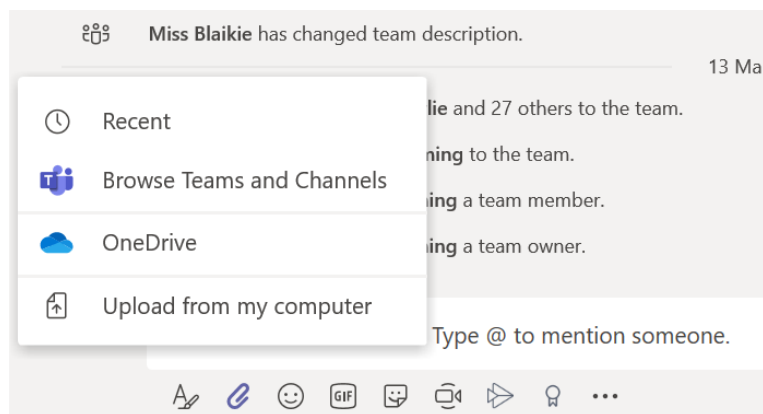 Miss Blaikie has changed team description.
13 Ma
Recent
lie and 27 others to the team.
Browse Teams and Channels
ning to the team.
ing a team member.
OneDrive
ing a team owner.
Upload from my computer
Type @ to mention someone.
GIF